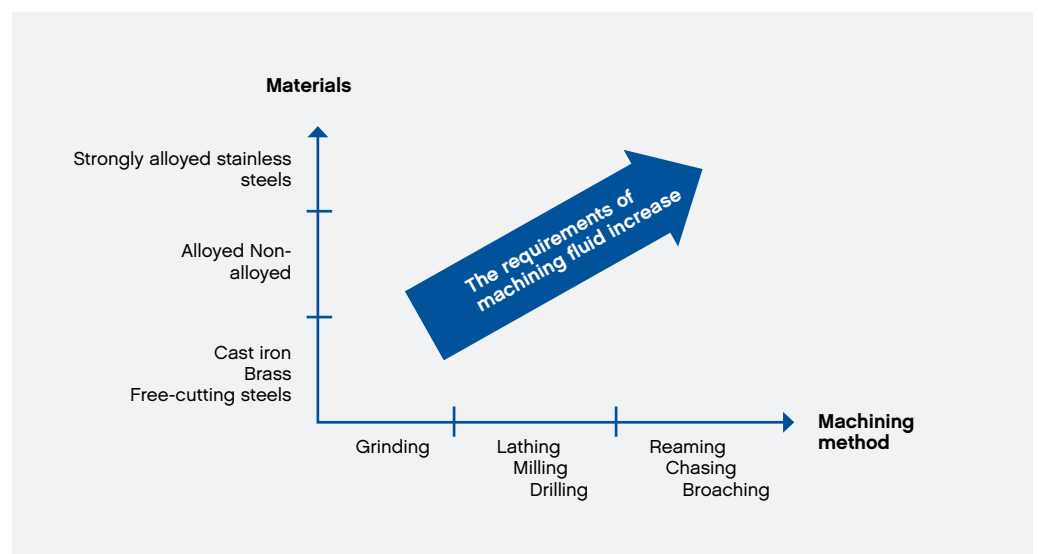 Materials
Strongly alloyed stainless
steels
Alloyed Non-
alloyed
Cast iron
Brass
Free-cutting steels
The requirements of
machining fluid increase
Machining
method
Grinding
Lathing
Milling
Drilling
Reaming
Chasing
Broaching